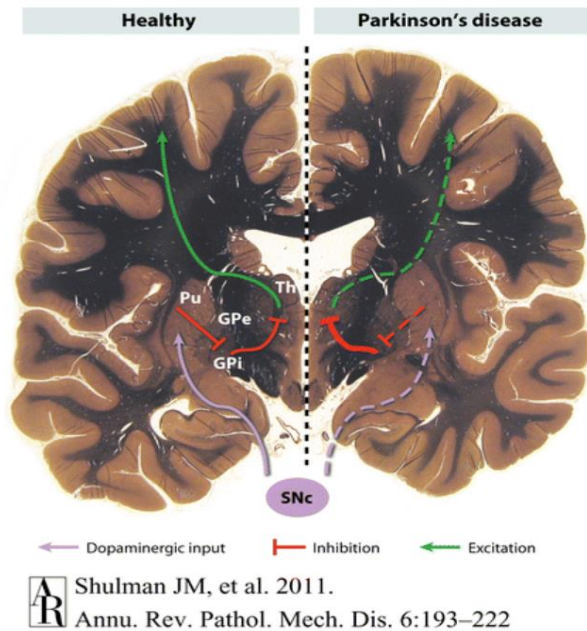 Healthy
Parkinson's disease
Th
Pu
GPe
GPi
SNc
Dopaminergic input
Inhibition
Excitation
AR
Shulman JM, et al. 2011.
Annu. Rev. Pathol. Mech. Dis. 6:193–222